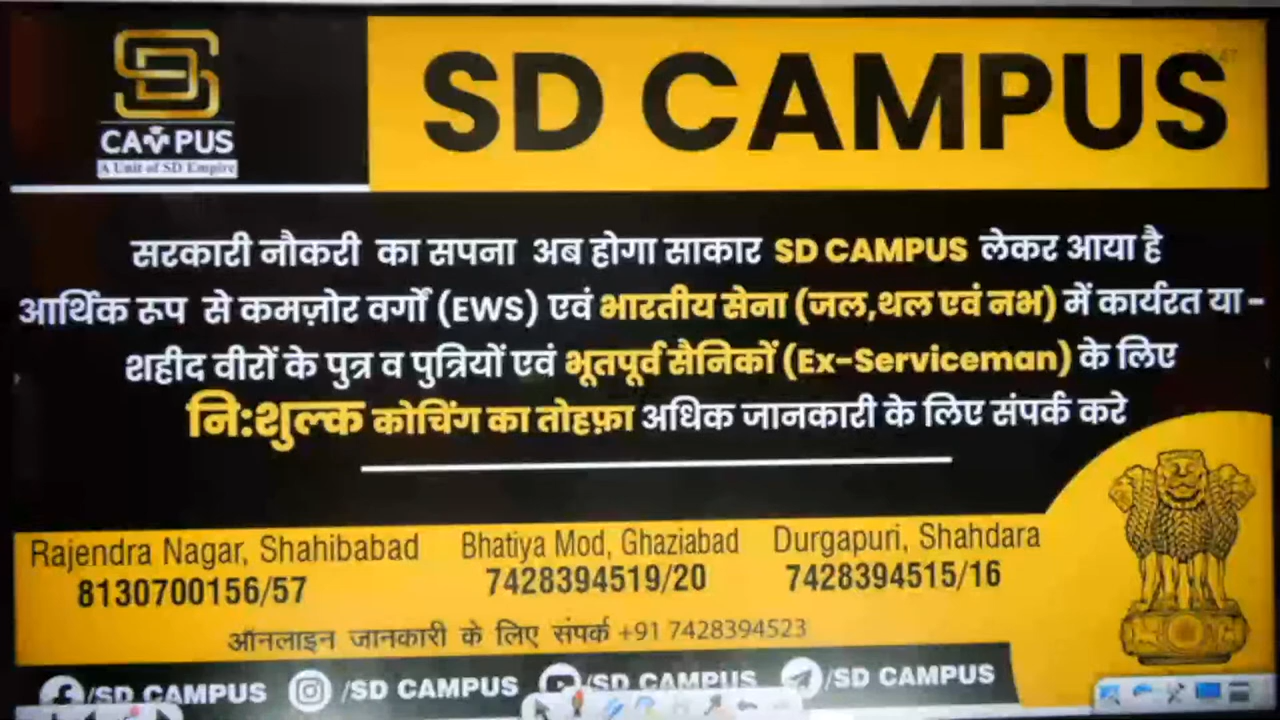 SD CAMPUS
CAMPUS
A Unit of SD Empire
सरकारी नौकरी का सपना अब होगा साकार SD CAMPUS लेकर आया है
आर्थिक रूप से कमज़ोर वर्गों (EWS) एवं भारतीय सेना (जल,थल एवं नभ) में कार्यरत या -
शहीद वीरों के पुत्र व पुत्रियों एवं भूतपूर्व सैनिकों (Ex-Serviceman) के लिए
नि:शुल्क कोचिंग का तोहफ़ा अधिक जानकारी के लिए संपर्क करे
Rajendra Nagar, Shahibabad Bhatiya Mod, Ghaziabad Durgapuri, Shahdara
8130700156/57 7428394519/20 7428394515/16
ऑनलाइन जानकारी के लिए संपर्क +91 7428394523
/SD CAMPUS /SD CAMPUS /SD CAMPUS /SD CAMPUS